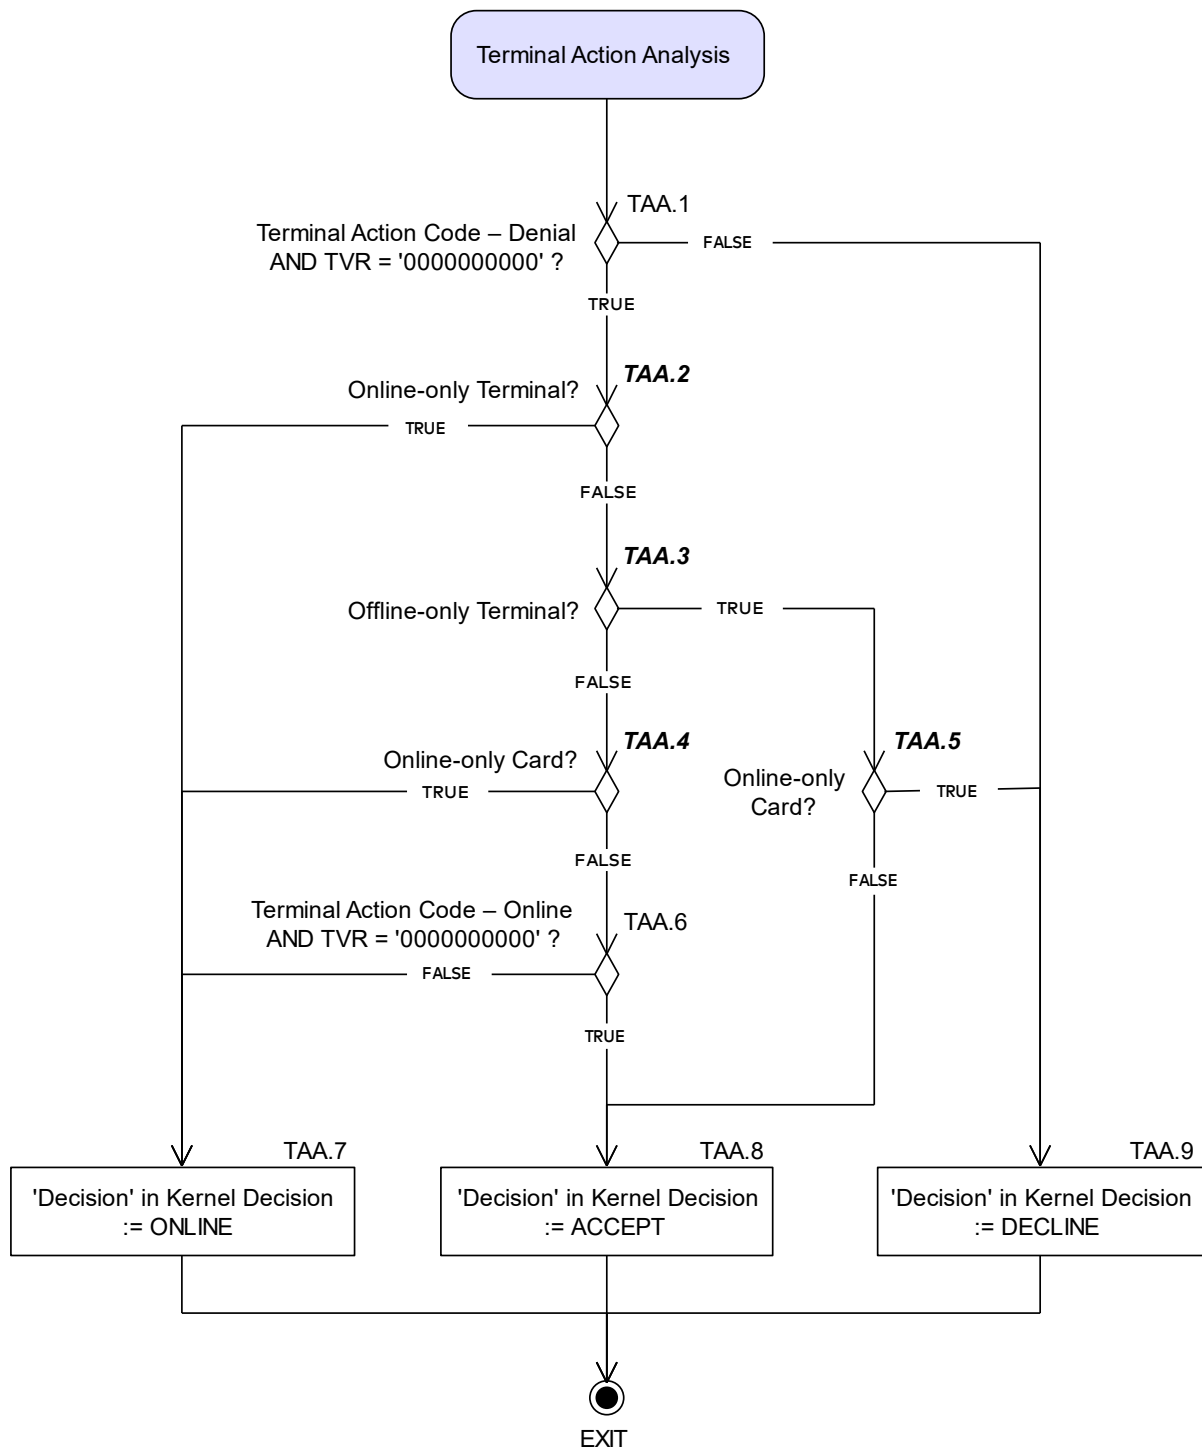 Terminal Action Analysis
TAA.1
Terminal Action Code – Denial
AND TVR = '0000000000' ?
FALSE
TRUE
TAA.2
Online-only Terminal?
TRUE
FALSE
TAA.3
Offline-only Terminal?
TRUE
FALSE
TAA.4
Online-only Card?
TRUE
TAA.5
Online-only
Card?
TRUE
FALSE
FALSE
Terminal Action Code – Online
AND TVR = '0000000000' ?
TAA.6
FALSE
TRUE
TAA.7
'Decision' in Kernel Decision
:= ONLINE
TAA.8
'Decision' in Kernel Decision
:= ACCEPT
TAA.9
'Decision' in Kernel Decision
:= DECLINE
EXIT